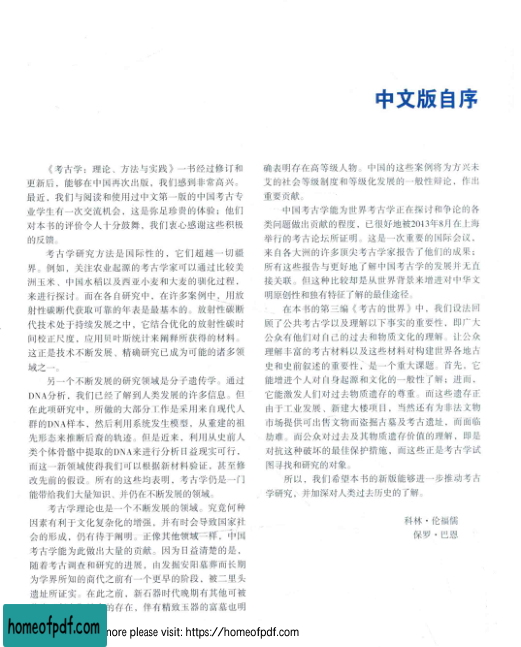 中文版自序
《考古学：理论、方法与实践》一书经过修订和
更新后，能够在中国再次出版，我们感到非常高兴。
最近，我们与阅读和使用过中文第一版的中国考古专
业学生有一次交流机会，这是弥足珍贵的体验；他们
对本书的评价令人十分鼓舞，我们衷心感谢这些积极
的反馈。
考古学研究方法是国际性的，它们超越一切疆
界。例如，关注农业起源的考古学家可以通过比较美
洲玉米、中国水稻以及西亚小麦和大麦的驯化过程，
来进行探讨。而在各自研究中，在许多案例中，用放
射性碳断代获取可靠的年表是最基本的。放射性碳断
代技术处于持续发展之中，它结合优化的放射性碳时
间校正尺度，应用贝叶斯统计来阐释所获得的材料。
这正是技术不断发展、精确研究已成为可能的诸多领
域之一。
另一个不断发展的研究领域是分子遗传学。通过
DNA分析，我们已经了解到人类发展的许多信息。但
在此项研究中，所做的大部分工作是采用来自现代人
群的DNA样本，然后利用系统发生模型，从重建的祖
先形态来推断后裔的轨迹。但是近来，利用从史前人
类个体骨骼中提取的DNA来进行分析日益现实可行，
而这一新领域使得我们可以根据新材料验证，甚至修
改先前的假设。所有的这些均表明，考古学仍是一门
能带给我们大量知识、并仍在不断发展的领域。
考古学理论也是一个不断发展的领域。究竟何种
因素有利于文化复杂化的增强，并有时会导致国家社
会的形成，仍有待于阐明。正像其他领域一样，中国
考古学能为此做出大量的贡献。因为日益清楚的是，
随着考古调查和研究的进展，由发掘安阳墓葬而长期
为学界所知的商代之前有一个更早的阶段，被二里头
遗址所证实。在此之前，新石器时代晚期有其他可被
的存在，伴有精致玉器的富墓也明
确表明存在高等级人物。中国的这些案例将为方兴未
艾的社会等级制度和等级化发展的一般性辩论，作出
重要贡献。
中国考古学能为世界考古学正在探讨和争论的各
类问题做出贡献的程度，已很好地被2013年8月在上海
举行的考古论坛所证明。这是一次重要的国际会议，
来自各大洲的许多顶尖考古学家报告了他们的成果；
所有这些报告与更好地了解中国考古学的发展并无直
接关联。但这种比较却是从世界背景来增进对中华文
明原创性和独有特征了解的最佳途径。
在本书的第三编《考古的世界》中，我们设法回
顾了公共考古学以及理解以下事实的重要性，即广大
公众有他们对自己的过去和物质文化的理解。让公众
理解丰富的考古材料以及这些材料对构建世界各地古
史和史前叙述的重要性，是一个重大课题。首先，它
能增进个人对自身起源和文化的一般性了解；进而，
它能激发人们对过去物质遗存的尊重。而这些遗存正
由于工业发展、新建大楼项目，当然还有为非法文物
市场提供可出售文物而盗掘古墓及考古遗址，而面临
劫难。而公众对过去及其物质遗存价值的理解，即是
对抗这种破坏的最佳保护措施，而这些正是考古学试
图寻找和研究的对象。
所以，我们希望本书的新版能够进一步推动考古
学研究，并加深对人类过去历史的了解。
科林·伦福儒
保罗·巴恩
homeofpdf.com
more please visit: https://homeofpdf.com